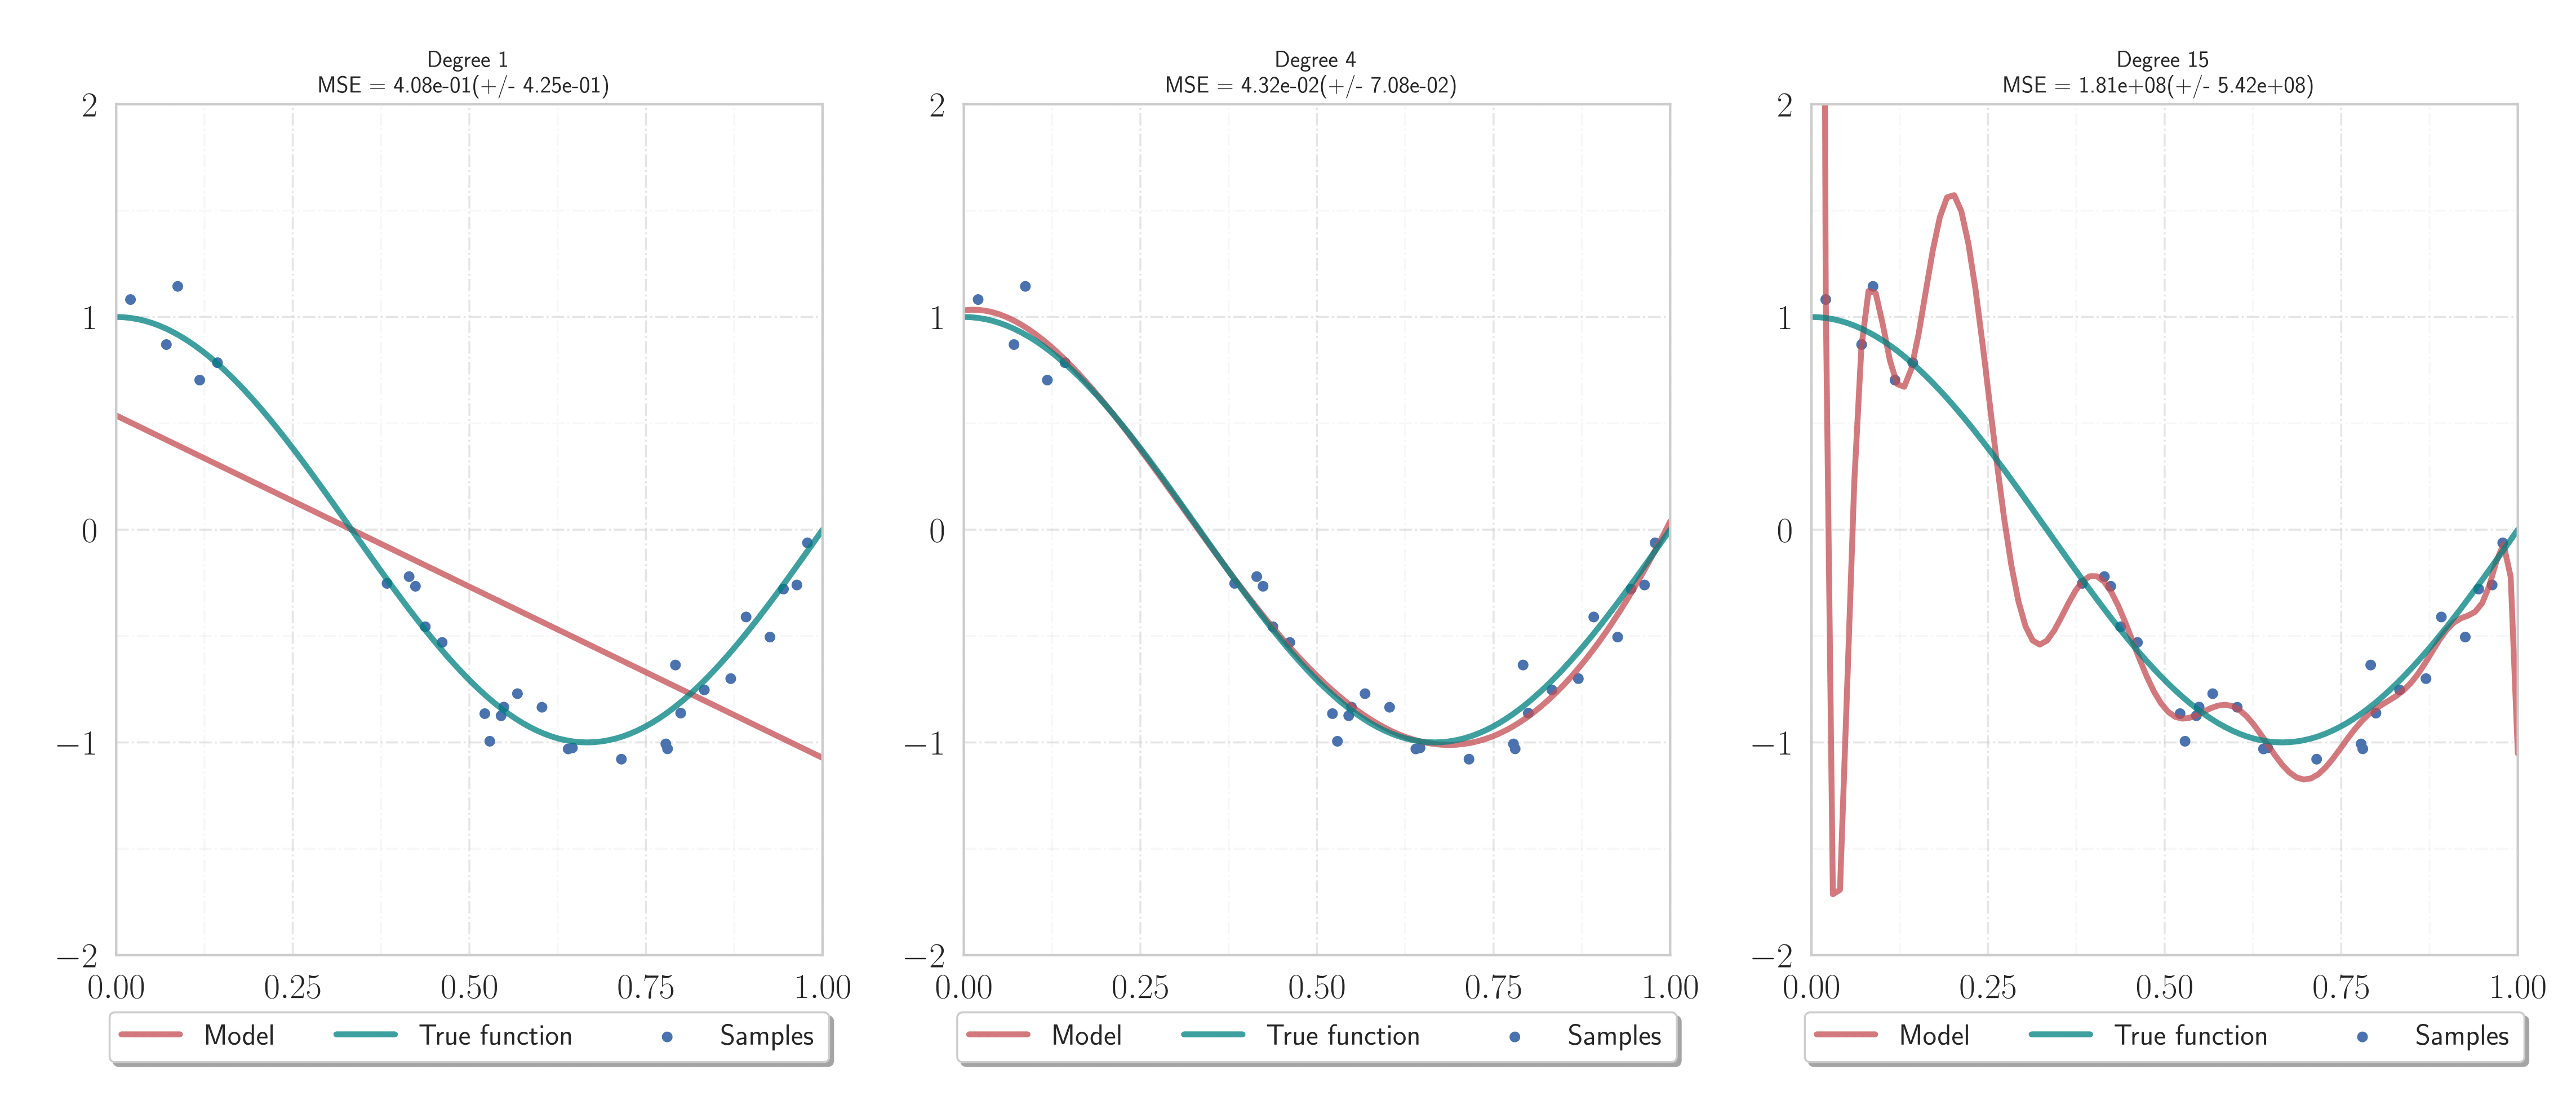 Degree 1
MSE = 4.08e-01(+/- 4.25e-01)
2
1
0
−1
−2
0.00 0.25 0.50 0.75 1.00
Model True function Samples
Degree 4
MSE = 4.32e-02(+/- 7.08e-02)
2
1
0
−1
−2
0.00 0.25 0.50 0.75 1.00
Model True function Samples
Degree 15
MSE = 1.81e+08(+/- 5.42e+08)
2
1
0
−1
−2
0.00 0.25 0.50 0.75 1.00
Model True function Samples